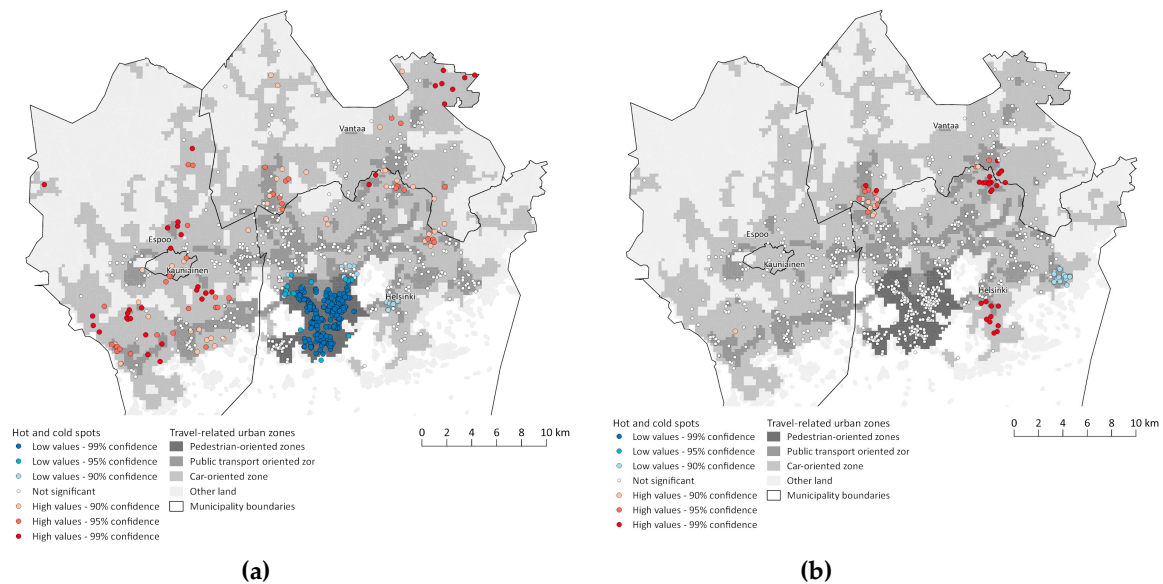 Vantaa
Espoo
Kauniainen
Helsinki
Hot and cold spots
Low values - 99% confidence
Low values - 95% confidence
Low values - 90% confidence
Not significant
High values - 90% confidence
High values - 95% confidence
High values - 99% confidence
Travel-related urban zones
Pedestrian-oriented zones
Public transport oriented zor
Car-oriented zone
Other land
Municipality boundaries
0 2 4 6 8 10 km
(a)
Vantaa
Espoo
Kauniainen
Helsinki
Hot and cold spots
Low values - 99% confidence
Low values - 95% confidence
Low values - 90% confidence
Not significant
High values - 90% confidence
High values - 95% confidence
High values - 99% confidence
Travel-related urban zones
Pedestrian-oriented zones
Public transport oriented zor
Car-oriented zone
Other land
Municipality boundaries
0 2 4 6 8 10 km
(b)